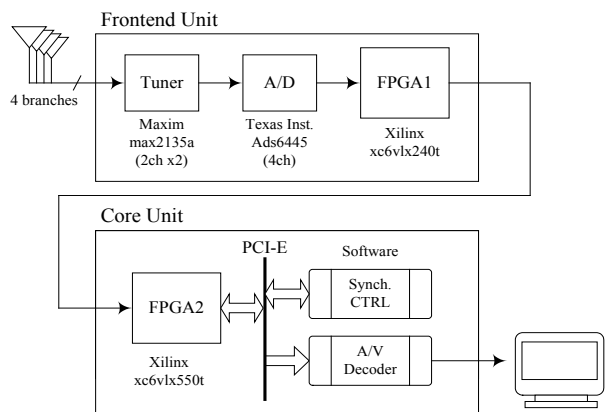 Frontend Unit
4 branches
Tuner
A/D
FPGA1
Maxim
max2135a
(2ch x2)
Texas Inst.
Ads6445
(4ch)
Xilinx
xc6vlx240t
Core Unit
PCI-E
Software
FPGA2
Synch.
CTRL
A/V
Decoder
Xilinx
xc6vlx550t